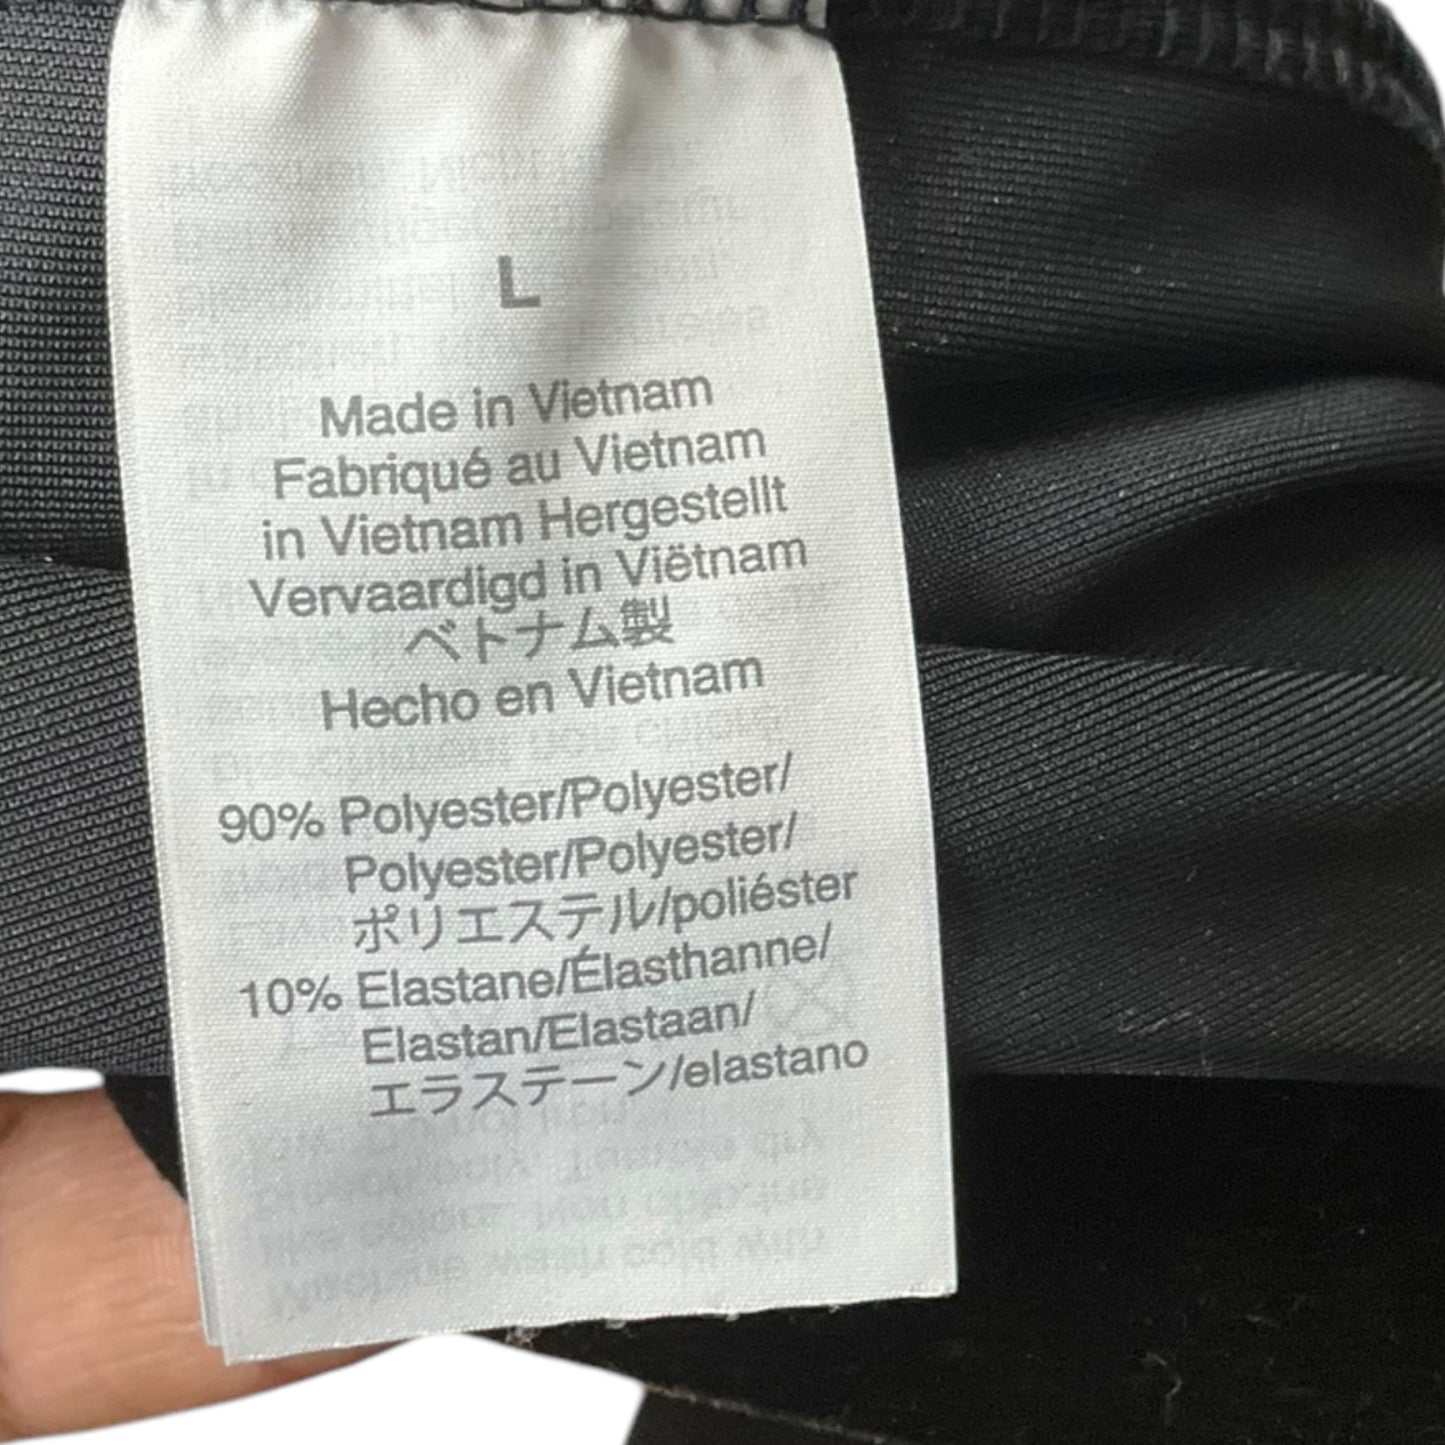 L
Made in Vietnam
Fabriqué au Vietnam
in Vietnam Hergestellt
Vervaardigd in Viëtnam
ベトナム製
Hecho en Vietnam
90% Polyester/Polyester/
Polyester/Polyester/
ポリエステル/poliéster
10% Elastane/Élasthanne/
Elastan/Elastaan/
エラステーン/elastano